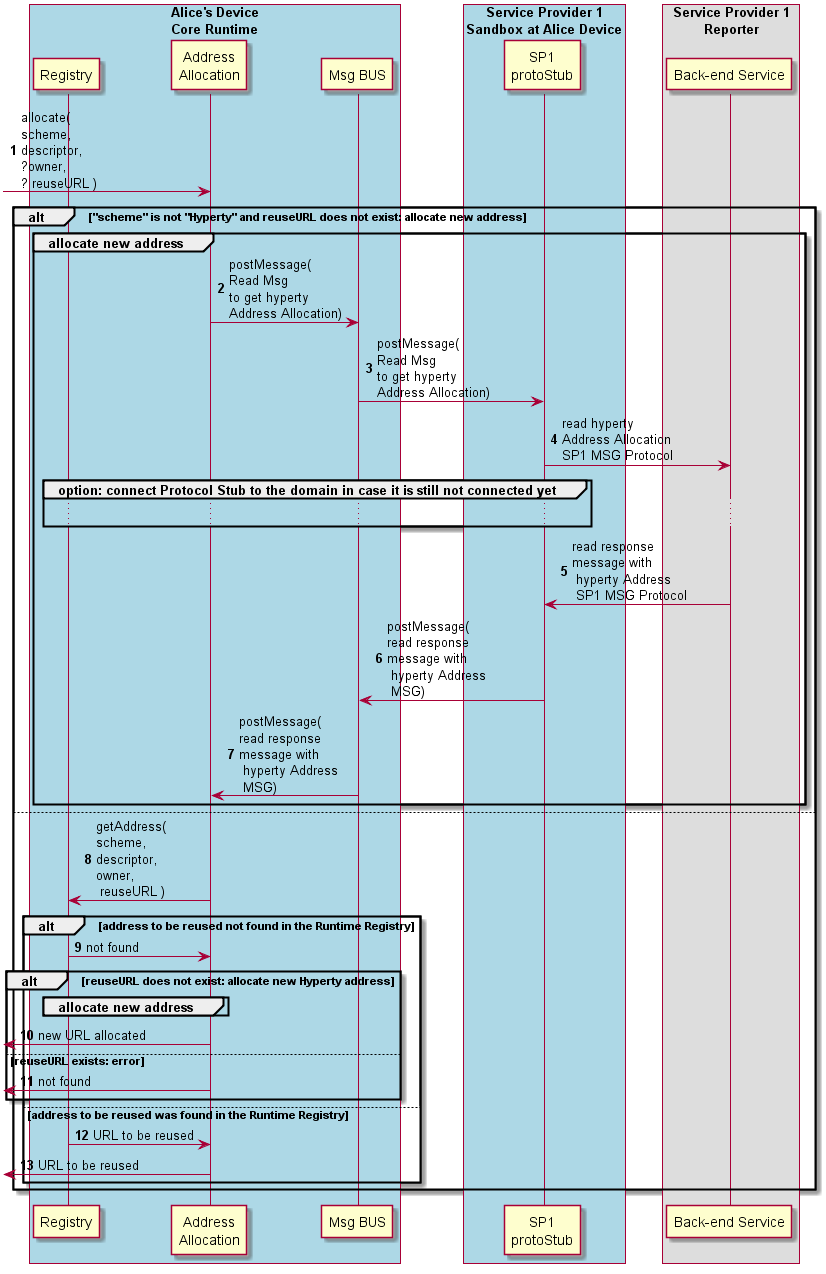 Alice's Device
Core Runtime
Service Provider 1
Sandbox at Alice Device
Service Provider 1
Reporter
Registry
Address
Allocation
Msg BUS
SP1
protoStub
Back-end Service
allocate(
scheme,
1 descriptor,
?owner,
? reuseURL )
alt ["scheme" is not "Hyperty" and reuseURL does not exist: allocate new address]
allocate new address
postMessage(
2 Read Msg
to get hyperty
Address Allocation)
postMessage(
3 Read Msg
to get hyperty
Address Allocation)
read hyperty
4 Address Allocation
SP1 MSG Protocol
option: connect Protocol Stub to the domain in case it is still not connected yet
read response
message with
5 hyperty Address
SP1 MSG Protocol
postMessage(
read response
6 message with
hyperty Address
MSG)
postMessage(
read response
7 message with
hyperty Address
MSG)
getAddress(
scheme,
8 descriptor,
owner,
reuseURL )
alt [address to be reused not found in the Runtime Registry]
9 not found
alt [reuseURL does not exist: allocate new Hyperty address]
allocate new address
10 new URL allocated
[reuseURL exists: error]
11 not found
[address to be reused was found in the Runtime Registry]
12 URL to be reused
13 URL to be reused
Registry
Address
Allocation
Msg BUS
SP1
protoStub
Back-end Service